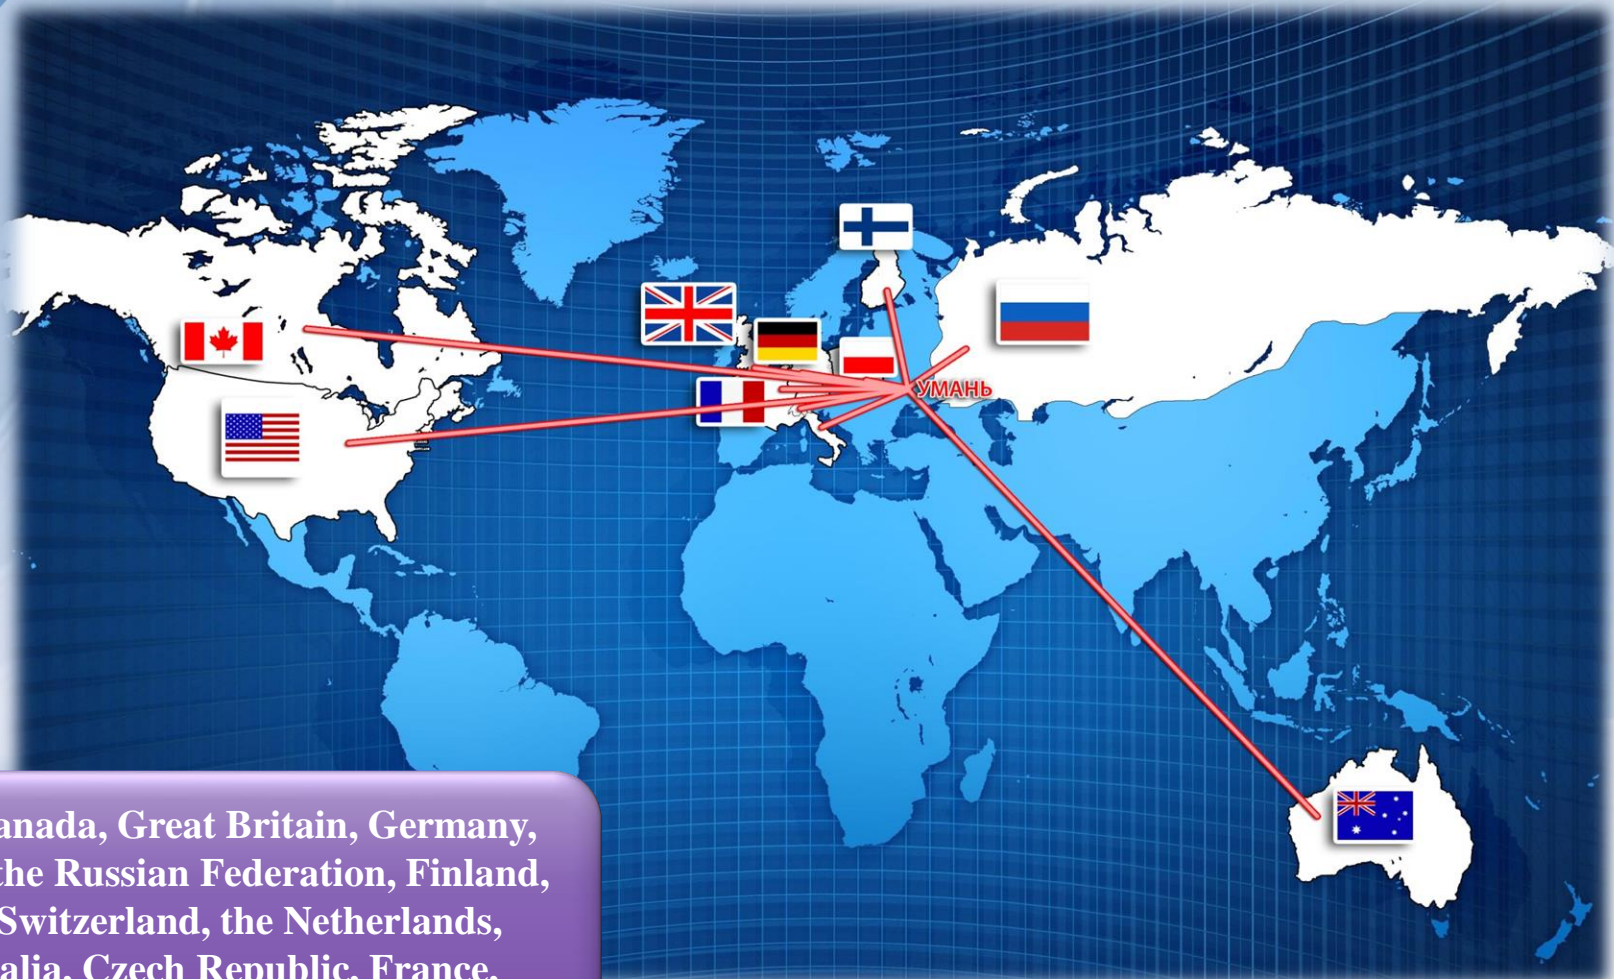 УМАНЬ
anada, Great Britain, Germany,
the Russian Federation, Finland,
Switzerland, the Netherlands,
alia, Czech Republic, France,